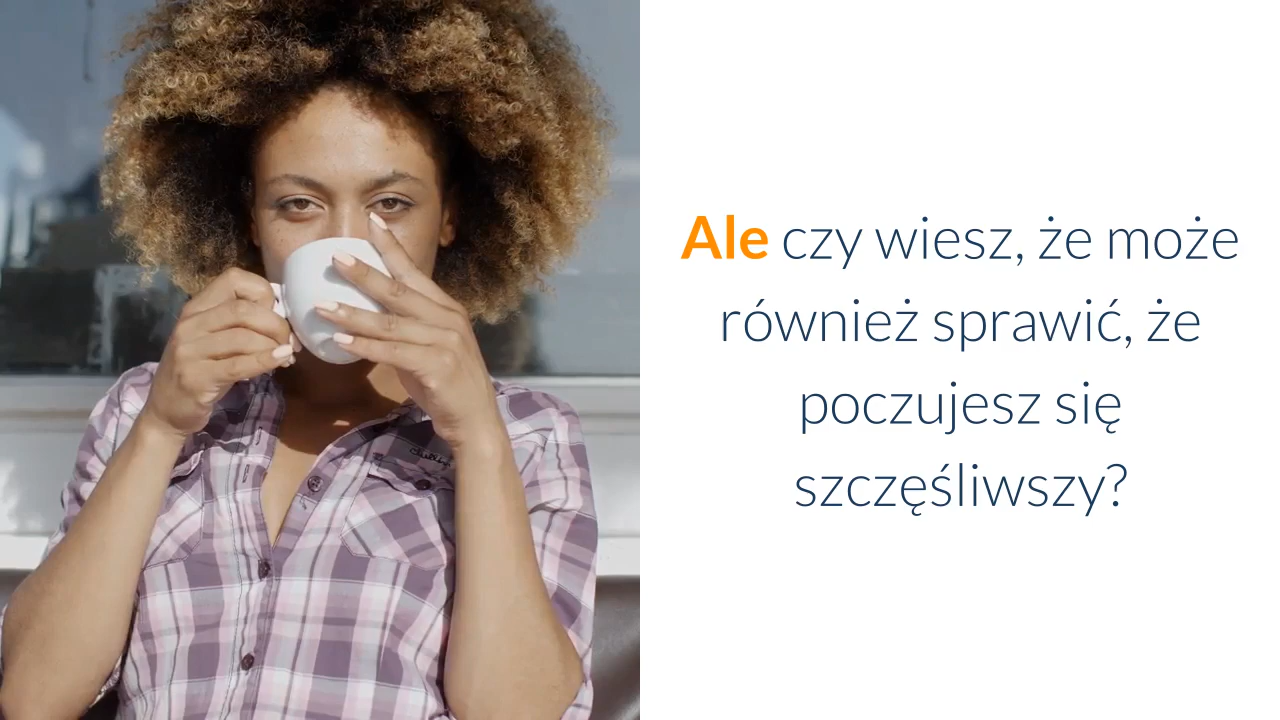 Ale czy wiesz, że może
również sprawić, że
poczujesz się
szczęśliwszy?